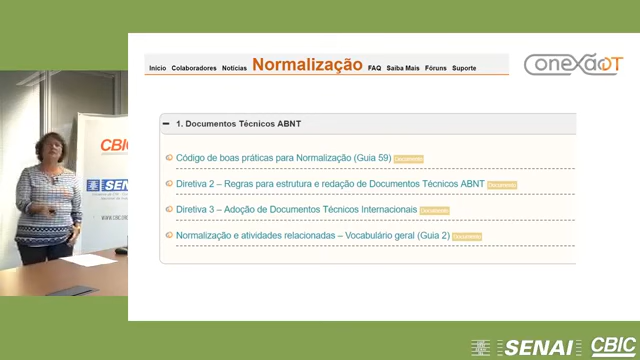 Início Colaboradores Notícias Normalização FAQ Saiba Mais Fóruns Suporte
ConexãoDT
1. Documentos Técnicos ABNT
Código de boas práticas para Normalização (Guia 59) Documento
Diretiva 2 – Regras para estrutura e redação de Documentos Técnicos ABNT Documento
Diretiva 3 – Adoção de Documentos Técnicos Internacionais Documento
Normalização e atividades relacionadas – Vocabulário geral (Guia 2) Documento
CBIC
SENAI
SENAI CBIC